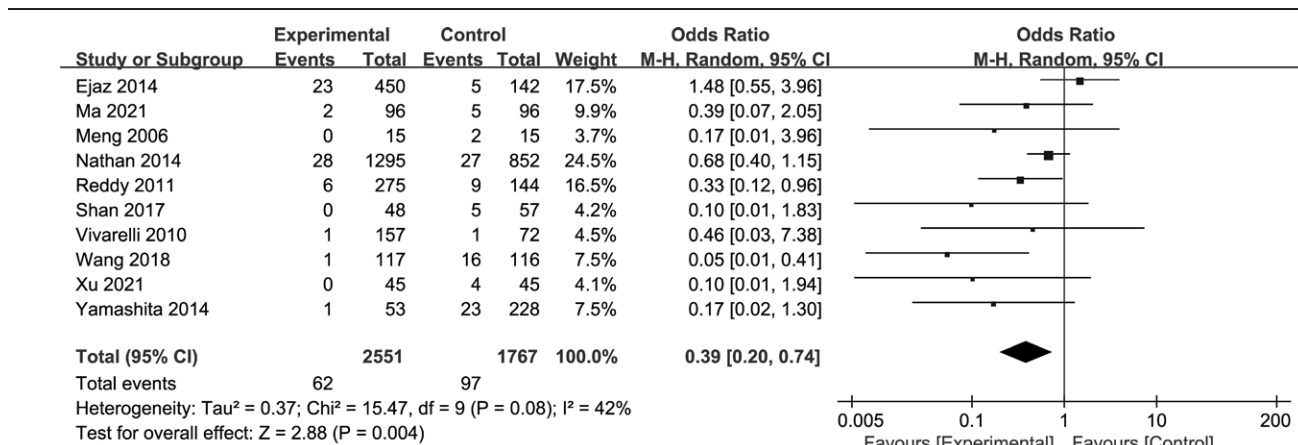 Experimental Control Odds Ratio Odds Ratio
Study or Subgroup Events Total Events Total Weight M-H, Random, 95% CI M-H, Random, 95% CI
Ejaz 2014 23 450 5 142 17.5% 1.48 [0.55, 3.96]
Ma 2021 2 96 5 96 9.9% 0.39 [0.07, 2.05]
Meng 2006 0 15 2 15 3.7% 0.17 [0.01, 3.96]
Nathan 2014 28 1295 27 852 24.5% 0.68 [0.40, 1.15]
Reddy 2011 6 275 9 144 16.5% 0.33 [0.12, 0.96]
Shan 2017 0 48 5 57 4.2% 0.10 [0.01, 1.83]
Vivarelli 2010 1 157 1 72 4.5% 0.46 [0.03, 7.38]
Wang 2018 1 117 16 116 7.5% 0.05 [0.01, 0.41]
Xu 2021 0 45 4 45 4.1% 0.10 [0.01, 1.94]
Yamashita 2014 1 53 23 228 7.5% 0.17 [0.02, 1.30]
Total (95% CI) 2551 1767 100.0% 0.39 [0.20, 0.74]
Total events 62 97
Heterogeneity: Tau² = 0.37; Chi² = 15.47, df = 9 (P = 0.08); I² = 42%
Test for overall effect: Z = 2.88 (P = 0.004)
0.005 0.1 1 10 200
Favours [Experimental] Favours [Control]